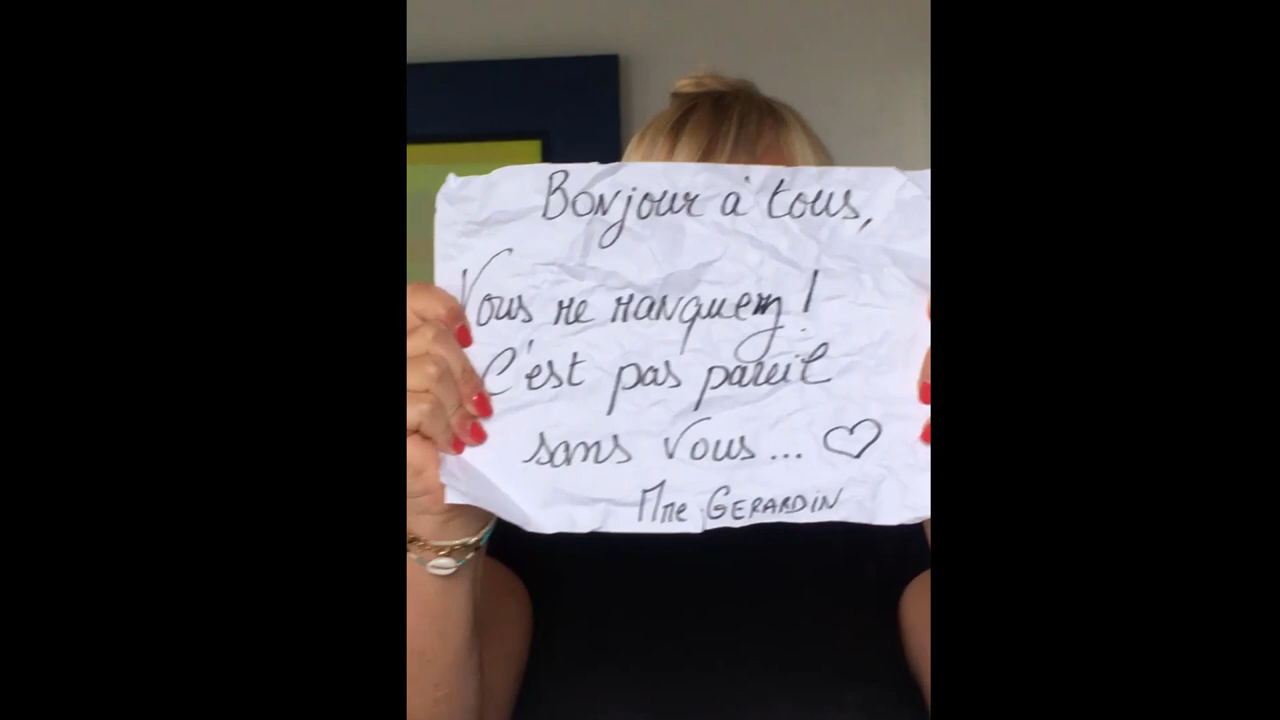 Bonjour à tous,
Vous me manquez !
C'est pas pareil
sans vous... ♡
Mme GERARDIN